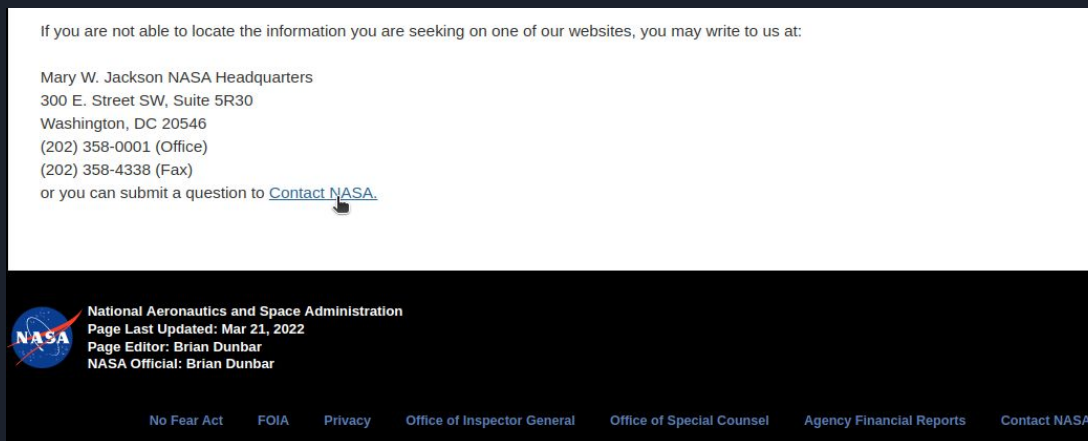 If you are not able to locate the information you are seeking on one of our websites, you may write to us at:
Mary W. Jackson NASA Headquarters
300 E. Street SW, Suite 5R30
Washington, DC 20546
(202) 358-0001 (Office)
(202) 358-4338 (Fax)
or you can submit a question to Contact NASA.
NASA
National Aeronautics and Space Administration
Page Last Updated: Mar 21, 2022
Page Editor: Brian Dunbar
NASA Official: Brian Dunbar
No Fear Act FOIA Privacy Office of Inspector General Office of Special Counsel Agency Financial Reports Contact NASA